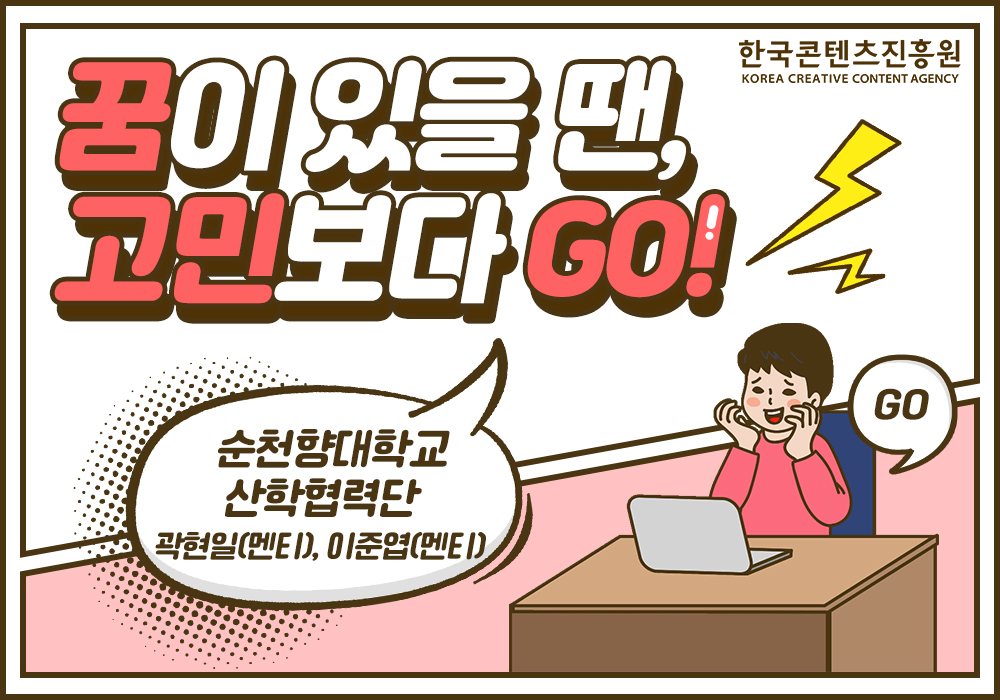 한국콘텐츠진흥원
KOREA CREATIVE CONTENT AGENCY
꿈이 있을 땐,
고민보다 GO!
순천향대학교
산학협력단
곽현일(멘티), 이준엽(멘티)
GO